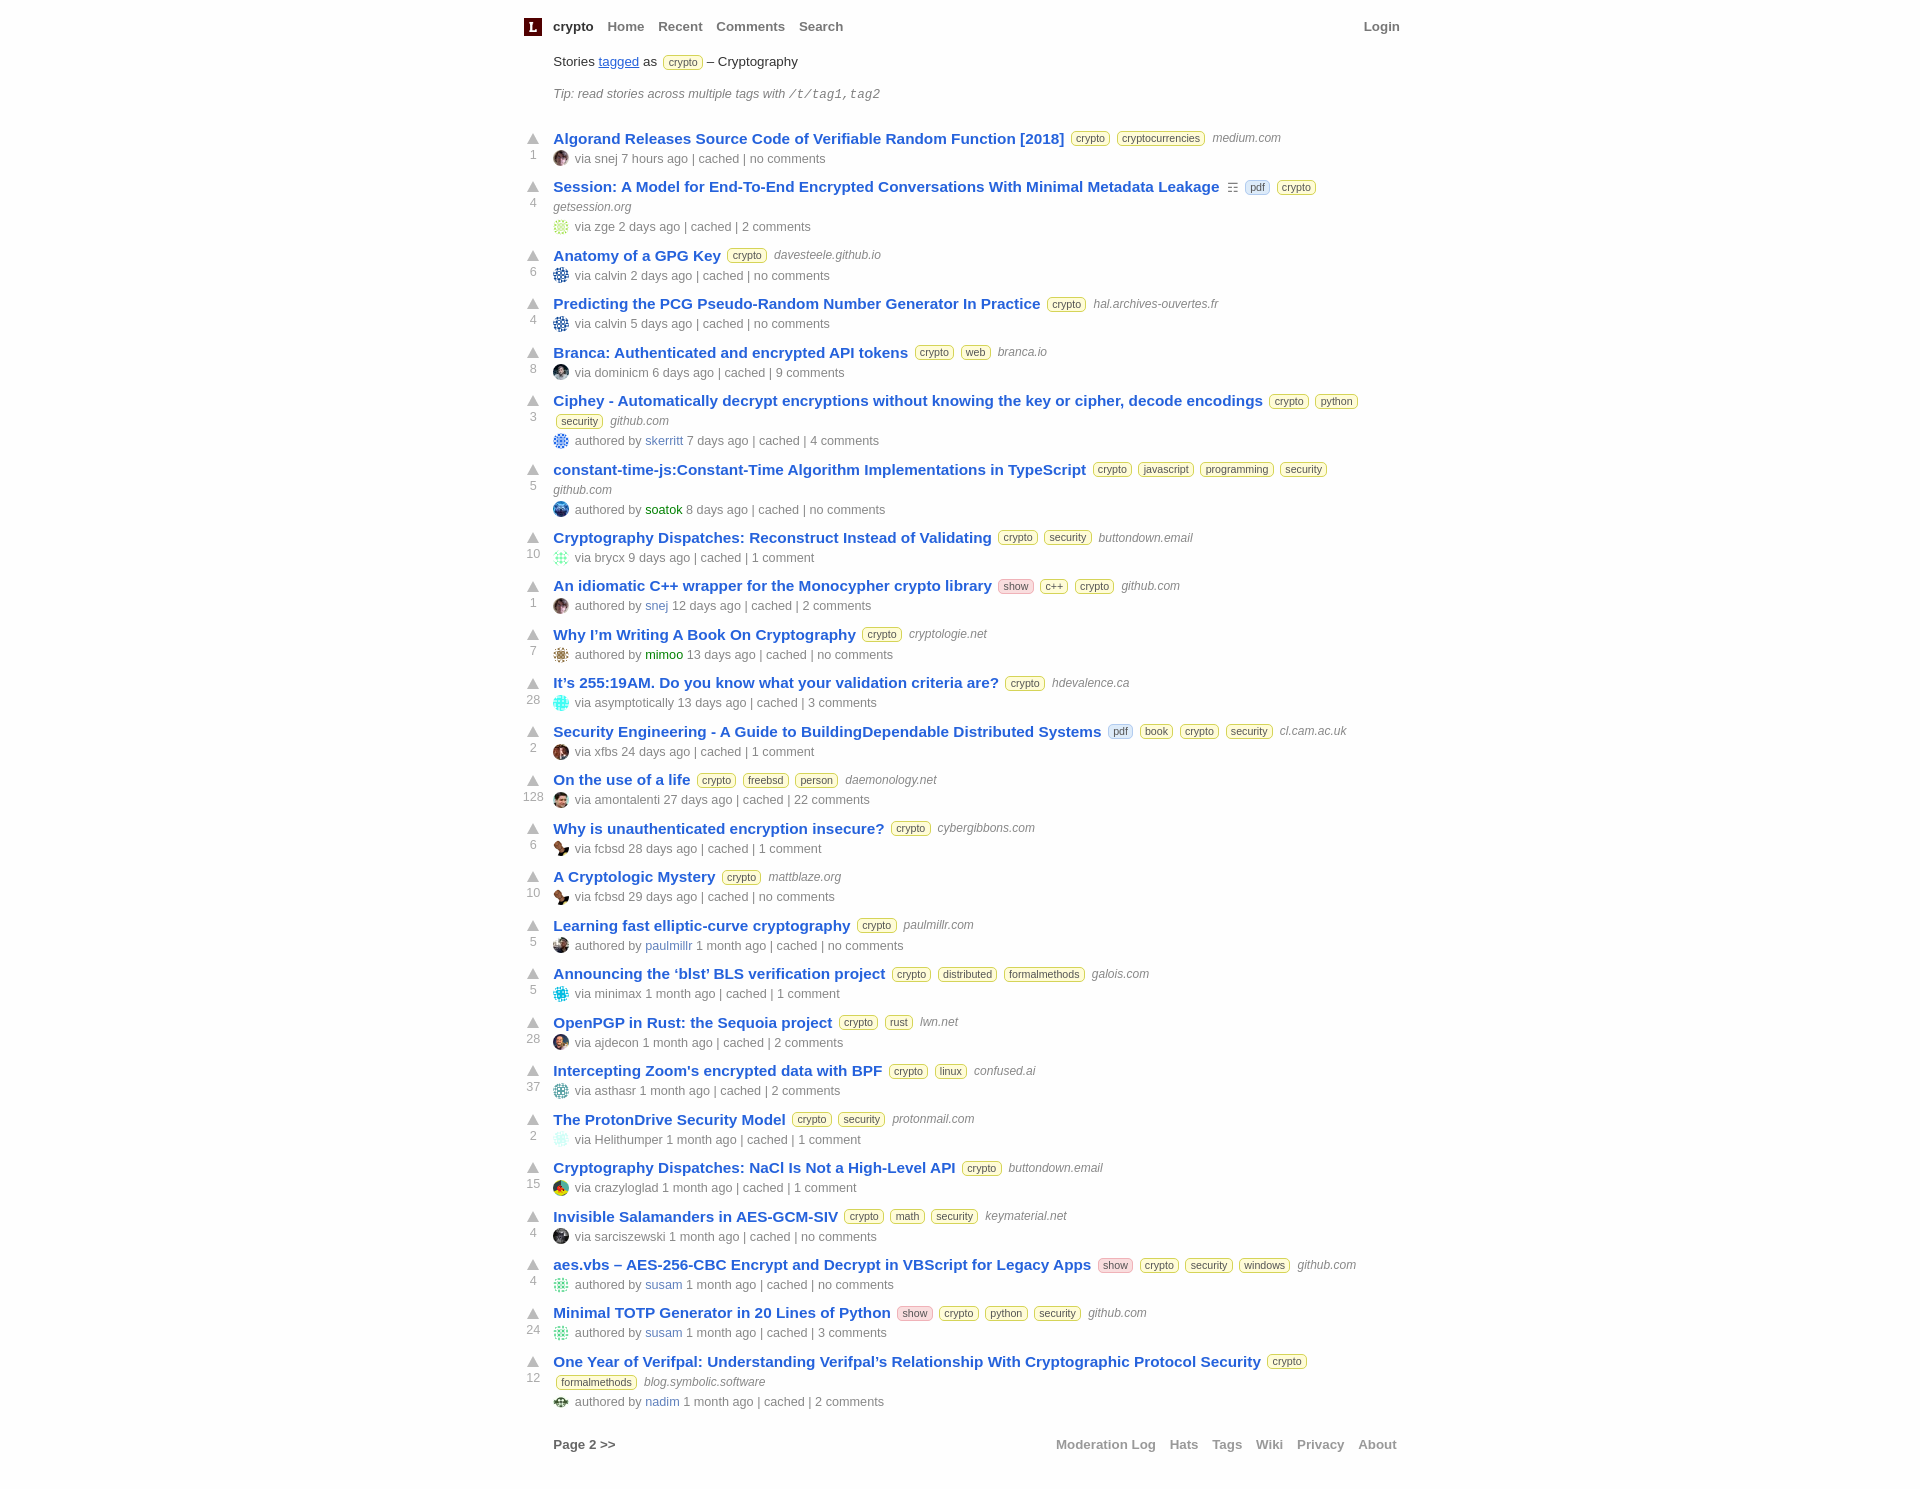 L crypto Home Recent Comments Search Login
Stories tagged as crypto – Cryptography
Tip: read stories across multiple tags with /t/tag1,tag2
Algorand Releases Source Code of Verifiable Random Function [2018] crypto cryptocurrencies medium.com
1 via snej 7 hours ago | cached | no comments
Session: A Model for End-To-End Encrypted Conversations With Minimal Metadata Leakage ☶ pdf crypto
4 getsession.org
via zge 2 days ago | cached | 2 comments
Anatomy of a GPG Key crypto davesteele.github.io
6 via calvin 2 days ago | cached | no comments
Predicting the PCG Pseudo-Random Number Generator In Practice crypto hal.archives-ouvertes.fr
4 via calvin 5 days ago | cached | no comments
Branca: Authenticated and encrypted API tokens crypto web branca.io
8 via dominicm 6 days ago | cached | 9 comments
Ciphey - Automatically decrypt encryptions without knowing the key or cipher, decode encodings crypto python
3 security github.com
authored by skerritt 7 days ago | cached | 4 comments
constant-time-js:Constant-Time Algorithm Implementations in TypeScript crypto javascript programming security
5 github.com
authored by soatok 8 days ago | cached | no comments
Cryptography Dispatches: Reconstruct Instead of Validating crypto security buttondown.email
10 via brycx 9 days ago | cached | 1 comment
An idiomatic C++ wrapper for the Monocypher crypto library show c++ crypto github.com
1 authored by snej 12 days ago | cached | 2 comments
Why I’m Writing A Book On Cryptography crypto cryptologie.net
7 authored by mimoo 13 days ago | cached | no comments
It’s 255:19AM. Do you know what your validation criteria are? crypto hdevalence.ca
28 via asymptotically 13 days ago | cached | 3 comments
Security Engineering - A Guide to BuildingDependable Distributed Systems pdf book crypto security cl.cam.ac.uk
2 via xfbs 24 days ago | cached | 1 comment
On the use of a life crypto freebsd person daemonology.net
128 via amontalenti 27 days ago | cached | 22 comments
Why is unauthenticated encryption insecure? crypto cybergibbons.com
6 via fcbsd 28 days ago | cached | 1 comment
A Cryptologic Mystery crypto mattblaze.org
10 via fcbsd 29 days ago | cached | no comments
Learning fast elliptic-curve cryptography crypto paulmillr.com
5 authored by paulmillr 1 month ago | cached | no comments
Announcing the ‘blst’ BLS verification project crypto distributed formalmethods galois.com
5 via minimax 1 month ago | cached | 1 comment
OpenPGP in Rust: the Sequoia project crypto rust lwn.net
28 via ajdecon 1 month ago | cached | 2 comments
Intercepting Zoom's encrypted data with BPF crypto linux confused.ai
37 via asthasr 1 month ago | cached | 2 comments
The ProtonDrive Security Model crypto security protonmail.com
2 via Helithumper 1 month ago | cached | 1 comment
Cryptography Dispatches: NaCl Is Not a High-Level API crypto buttondown.email
15 via crazyloglad 1 month ago | cached | 1 comment
Invisible Salamanders in AES-GCM-SIV crypto math security keymaterial.net
4 via sarciszewski 1 month ago | cached | no comments
aes.vbs – AES-256-CBC Encrypt and Decrypt in VBScript for Legacy Apps show crypto security windows github.com
4 authored by susam 1 month ago | cached | no comments
Minimal TOTP Generator in 20 Lines of Python show crypto python security github.com
24 authored by susam 1 month ago | cached | 3 comments
One Year of Verifpal: Understanding Verifpal’s Relationship With Cryptographic Protocol Security crypto
12 formalmethods blog.symbolic.software
authored by nadim 1 month ago | cached | 2 comments
Page 2 >> Moderation Log Hats Tags Wiki Privacy About